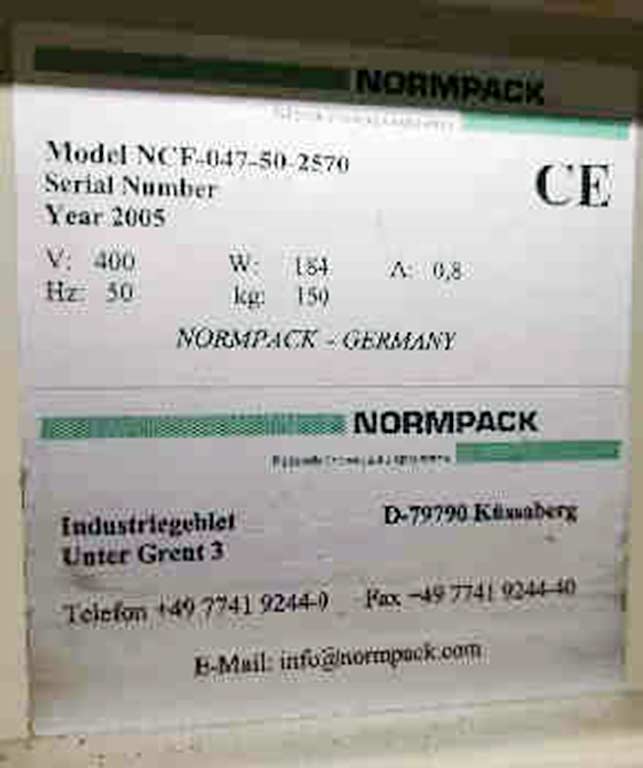 NORMPACK
Model NCF-047-50-2570
Serial Number
Year 2005
CE
V: 400 W: 184 A: 0,8
Hz: 50 kg: 150
NORMPACK - GERMANY
NORMPACK
Industriegebiet D-79790 Küssaberg
Unter Greut 3
Telefon +49 7741 9244-0 Fax +49 7741 9244-40
E-Mail: info@normpack.com